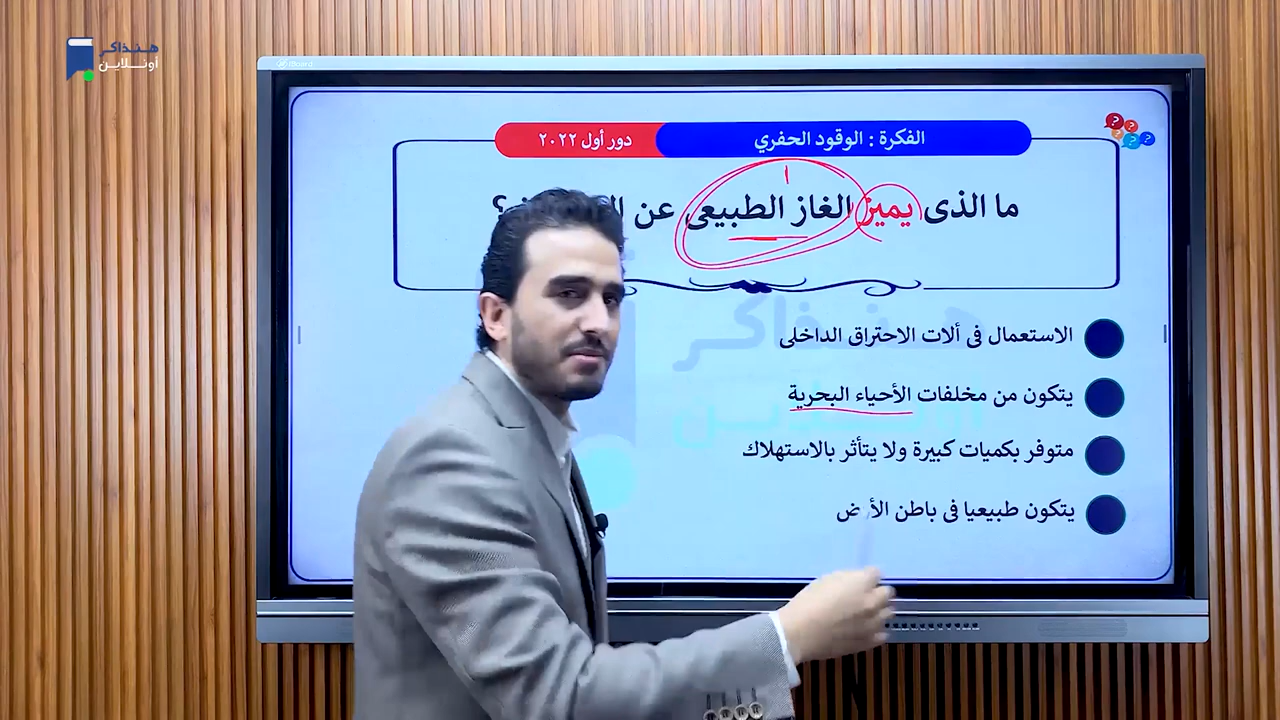 هنذاكر
أونلاين
الفكرة : الوقود الحفري
دور أول ٢٠٢٢
ما الذى يميز الغاز الطبيعى عن
الاستعمال فى ألات الاحتراق الداخلى
يتكون من مخلفات الأحياء البحرية
متوفر بكميات كبيرة ولا يتأثر بالاستهلاك
يتكون طبيعيا فى باطن الأرض